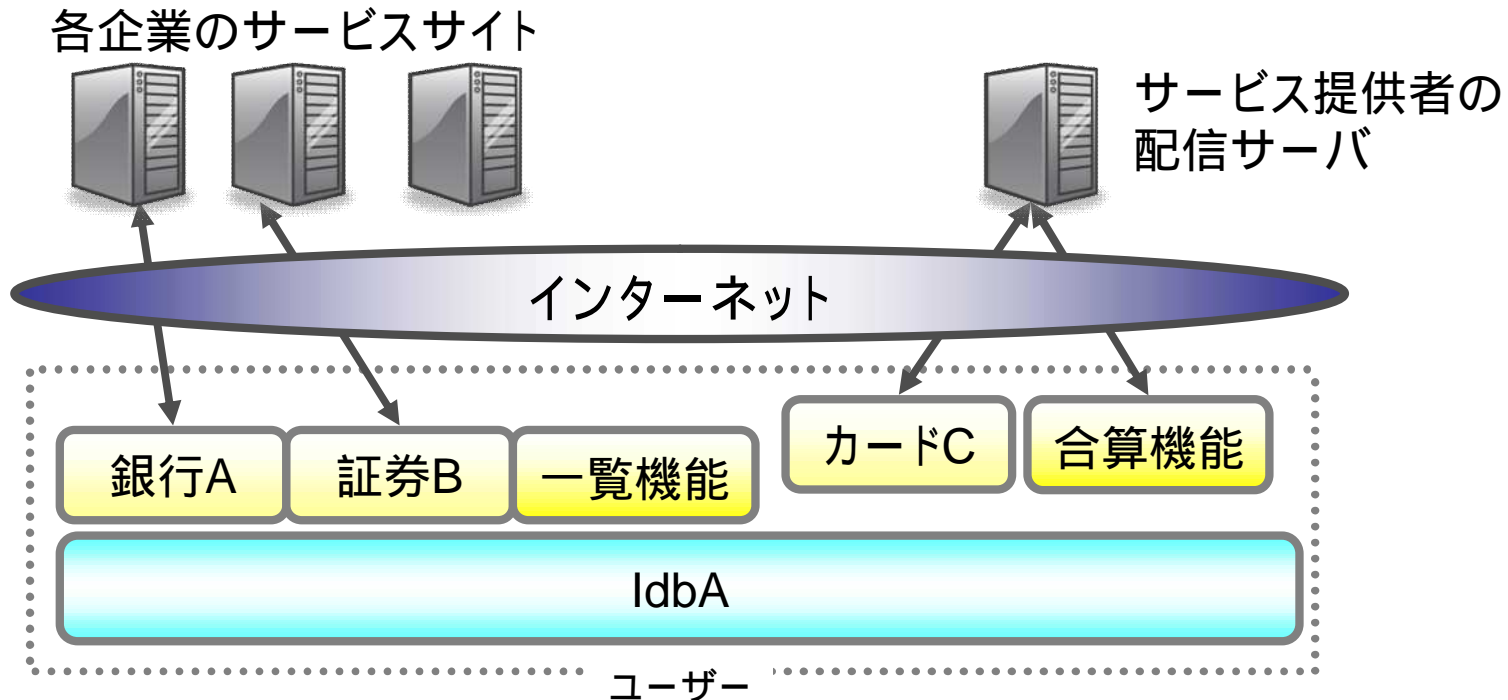 各企業のサービスサイト
サービス提供者の
配信サーバ
インターネット
銀行A
証券B
一覧機能
カードC
合算機能
IdbA
ユーザー